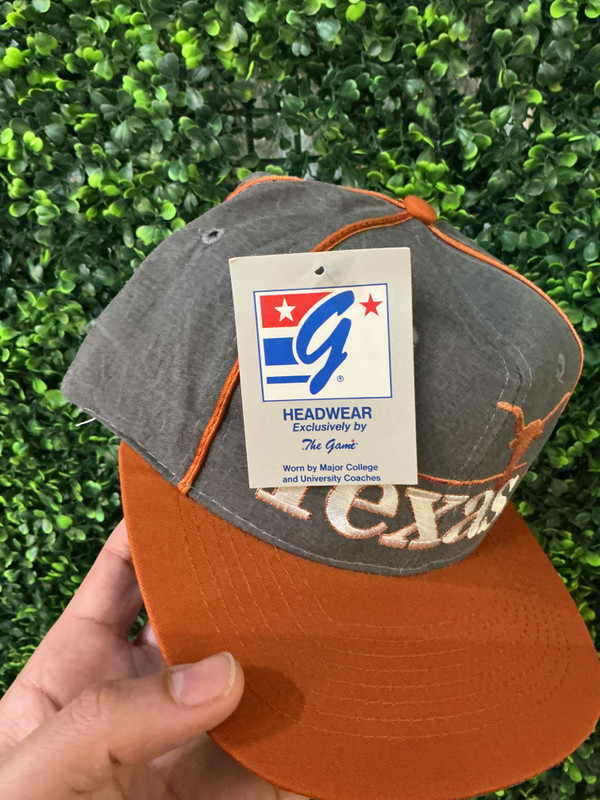 G
®
HEADWEAR
Exclusively by
The Game
Worn by Major College
and University Coaches
Texas